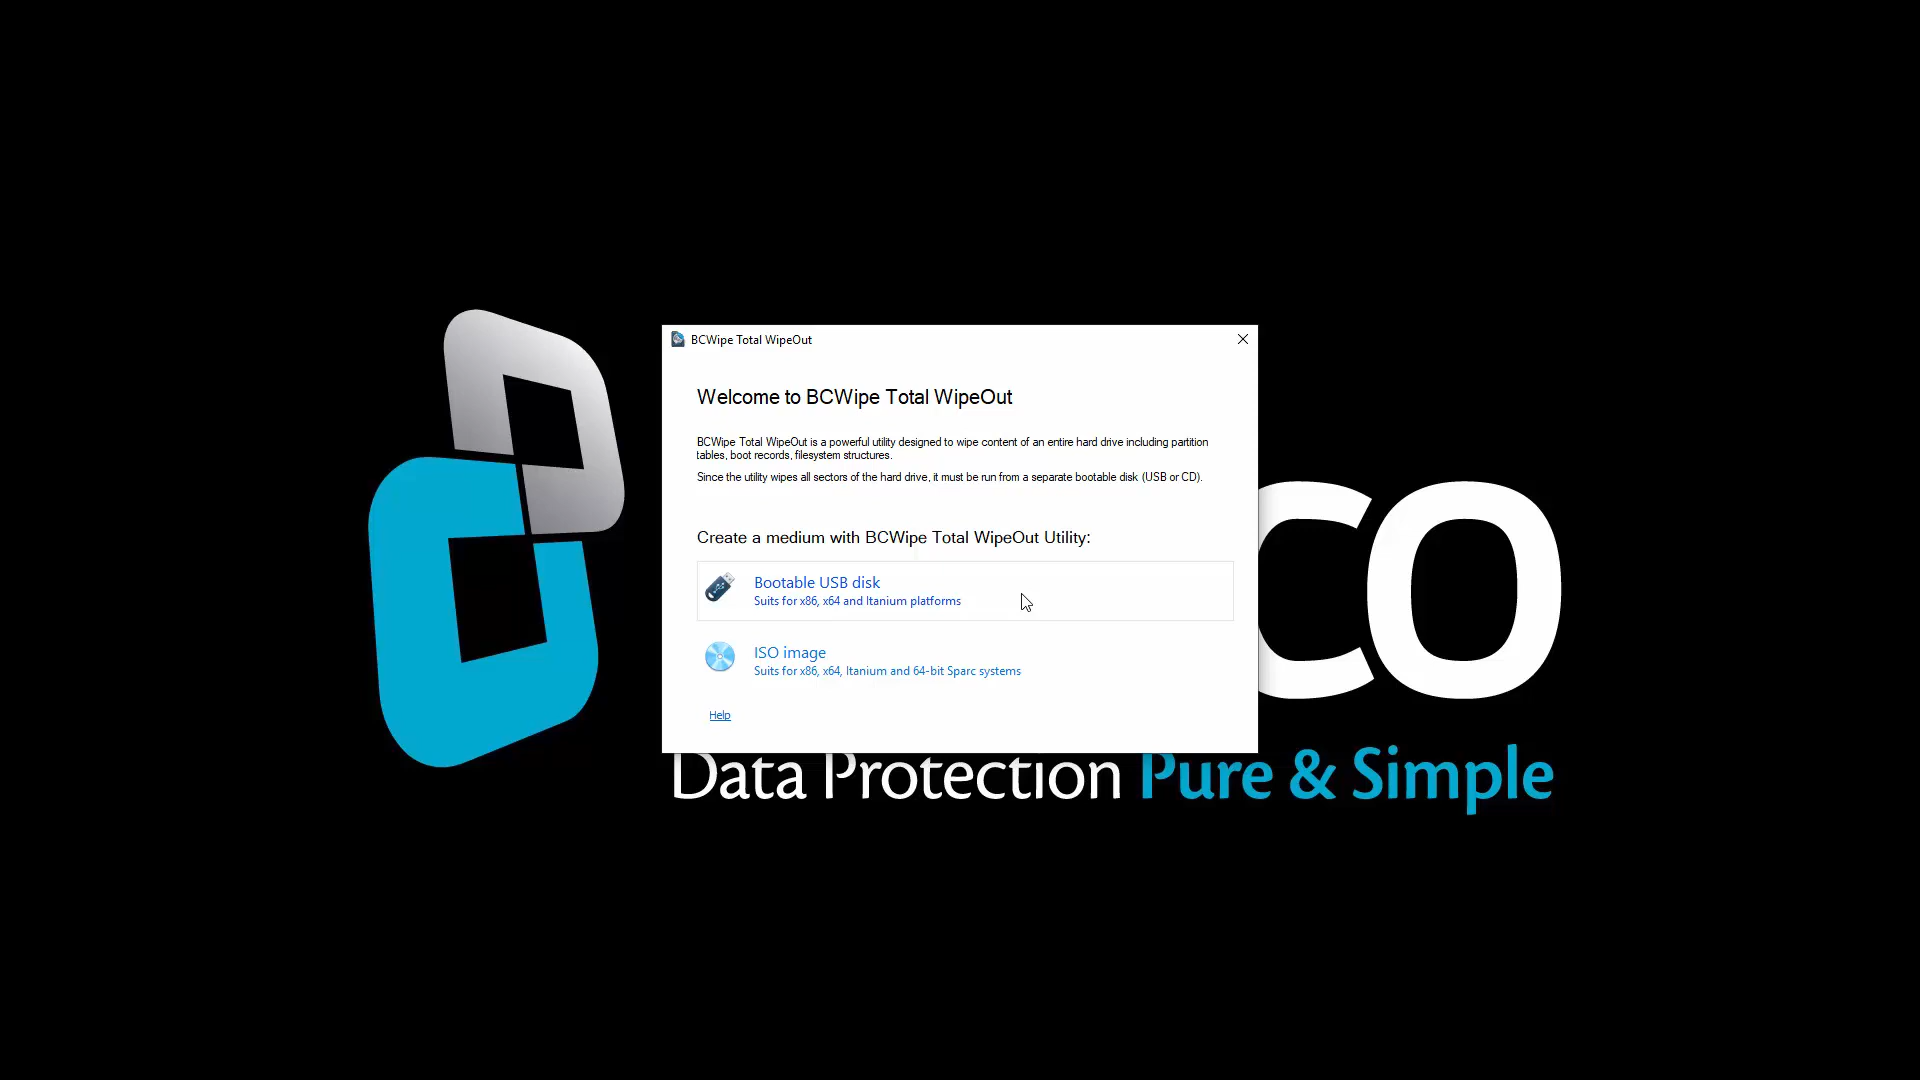 BCWipe Total WipeOut
Welcome to BCWipe Total WipeOut
BCWipe Total WipeOut is a powerful utility designed to wipe content of an entire hard drive including partition
tables, boot records, filesystem structures.
Since the utility wipes all sectors of the hard drive, it must be run from a separate bootable disk (USB or CD).
Create a medium with BCWipe Total WipeOut Utility:
Bootable USB disk
Suits for x86, x64 and Itanium platforms
ISO image
Suits for x86, x64, Itanium and 64-bit Sparc systems
Help
CO
Data Protection Pure & Simple